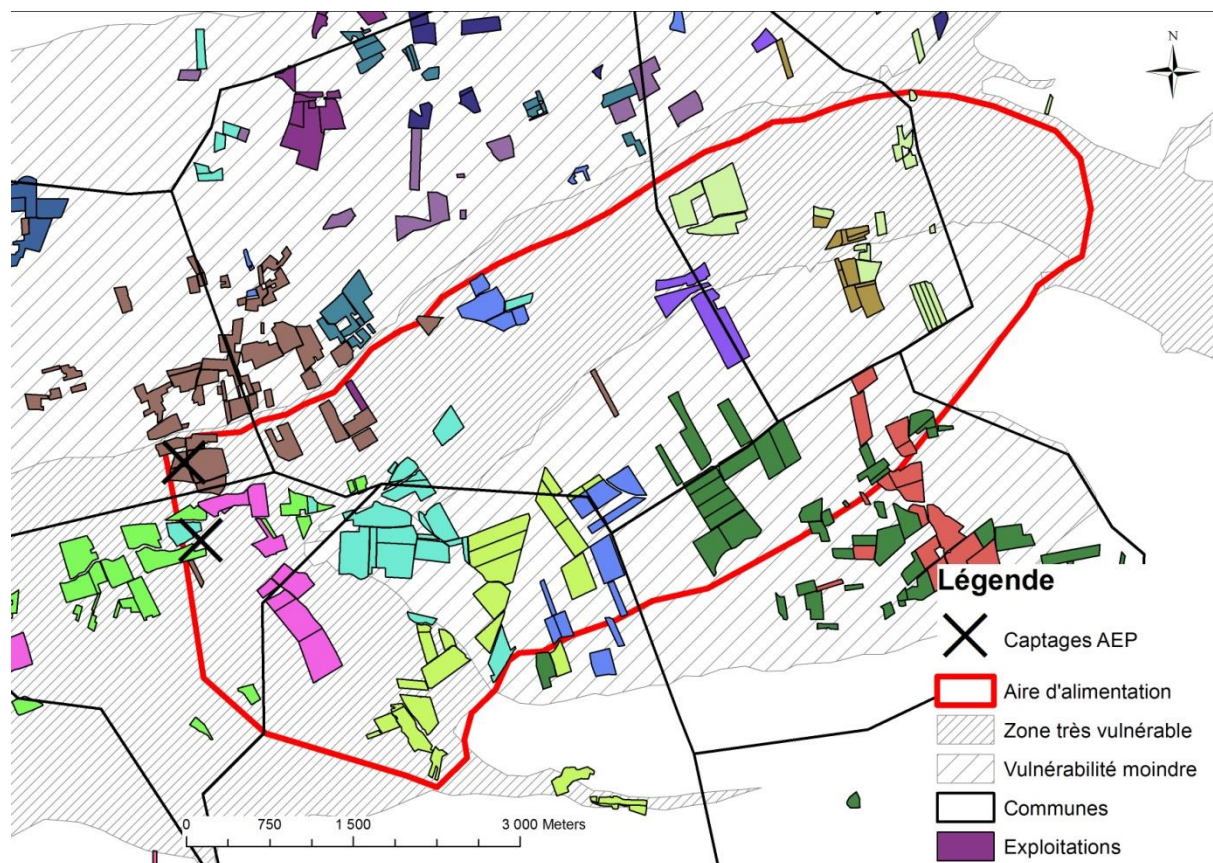 N
Légende
Captages AEP
Aire d'alimentation
Zone très vulnérable
Vulnérabilité moindre
Communes
Exploitations
0 750 1 500 3 000 Meters